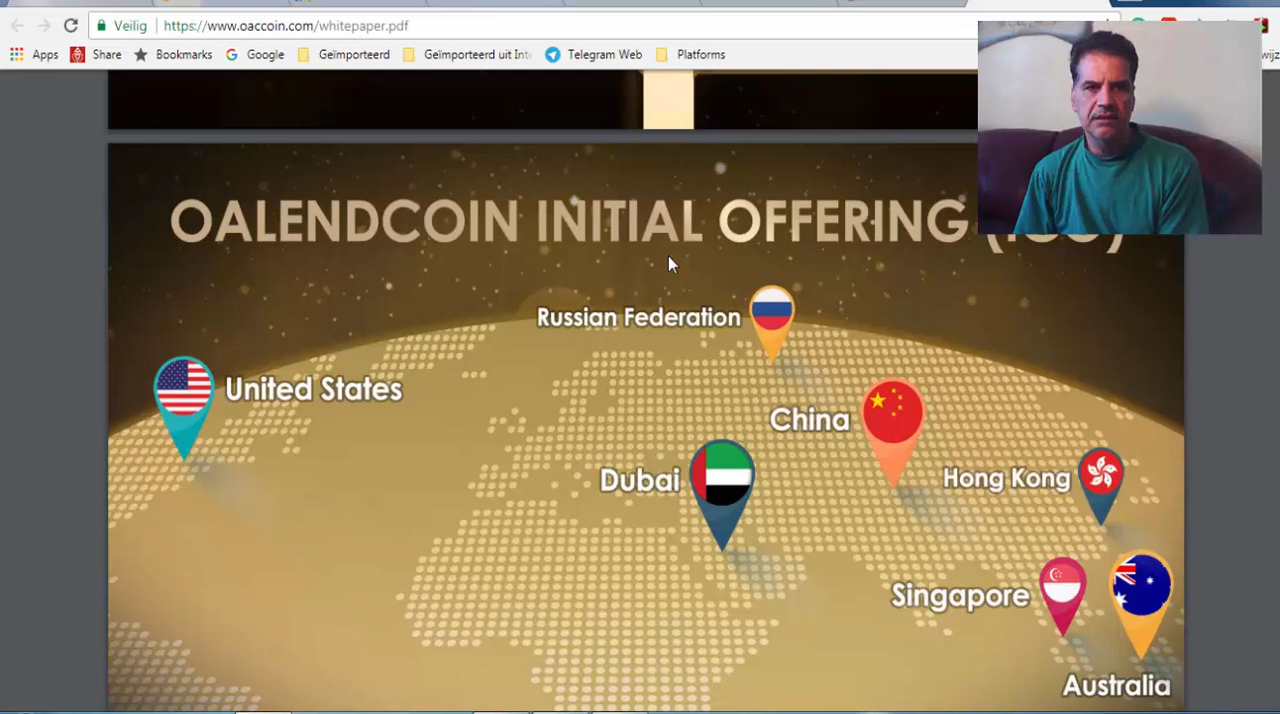 Veilig
https://www.oaccoin.com/whitepaper.pdf
Apps Share Bookmarks Google Geïmporteerd Geïmporteerd uit Telegram Web Platforms
OALENDCOIN INITIAL OFFERING
Russian Federation
United States
China
Dubai
Hong Kong
Singapore
Australia